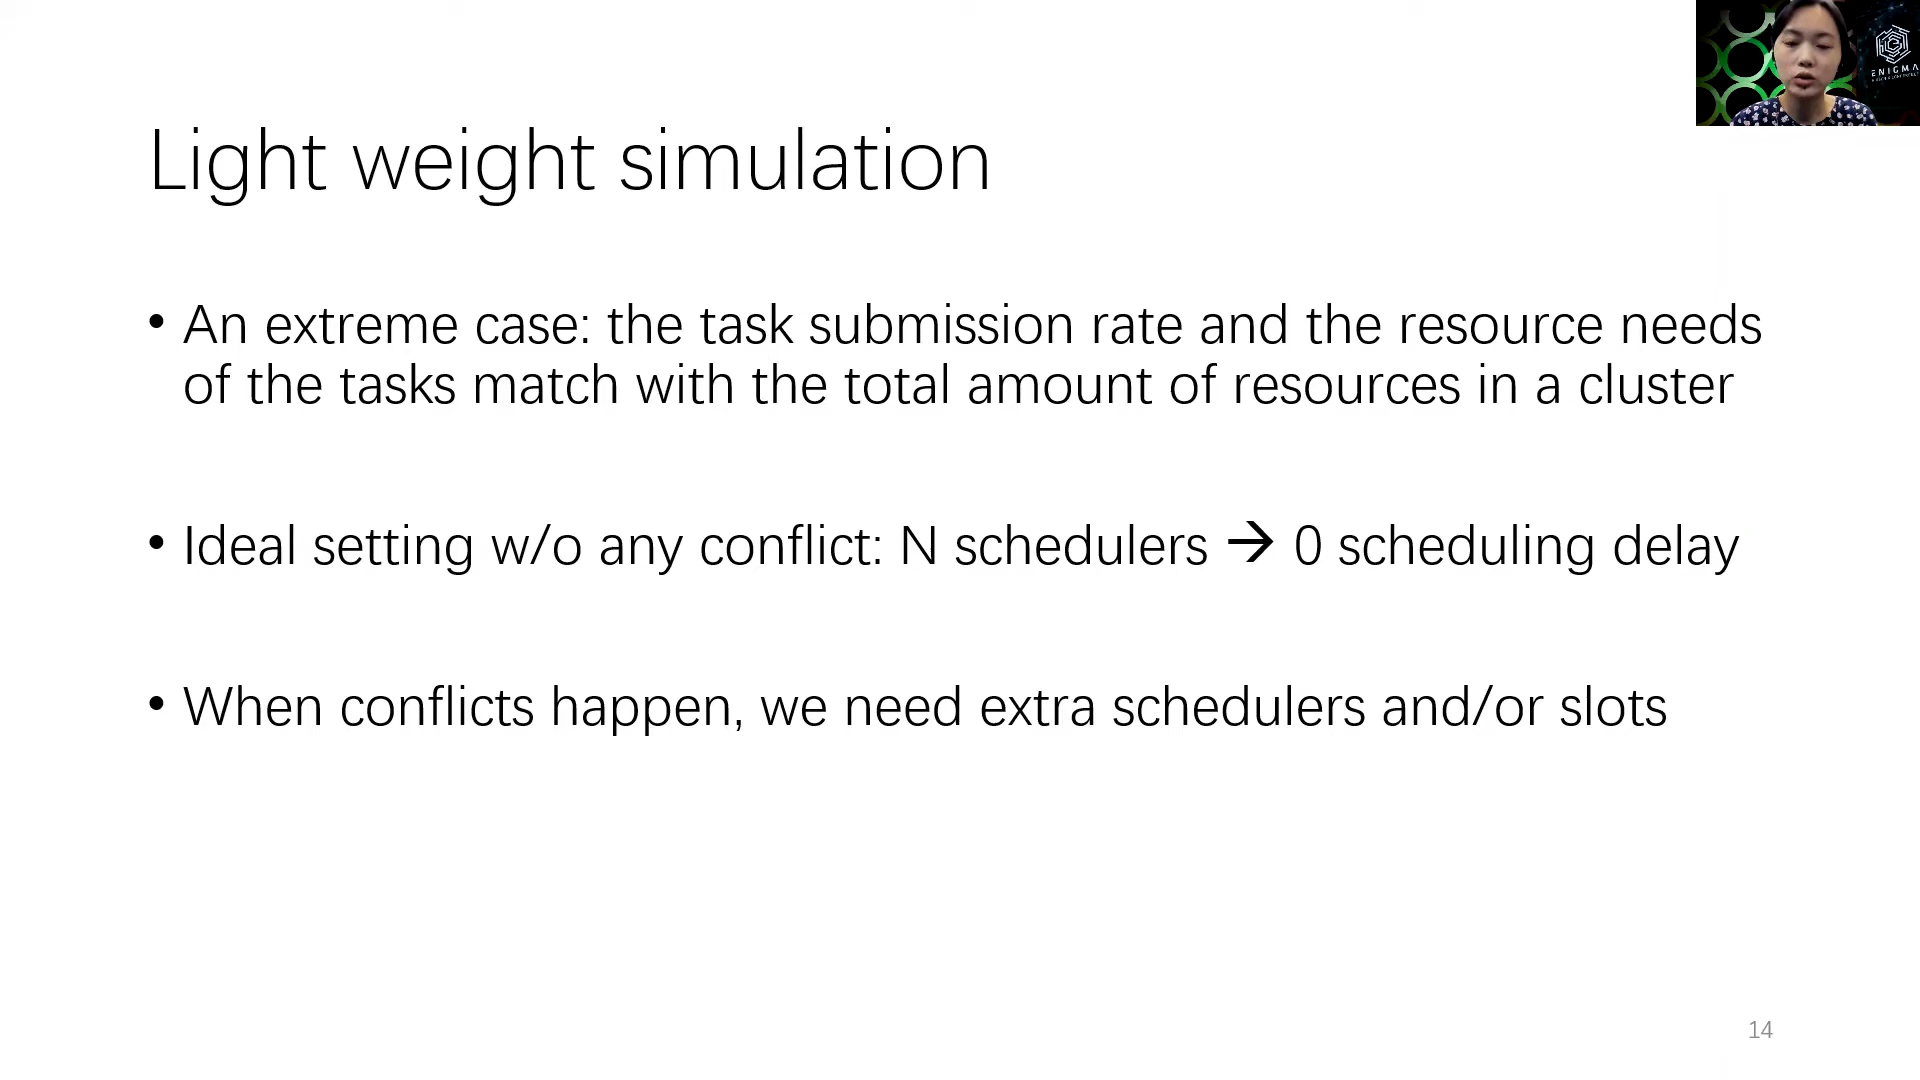 Light weight simulation
• An extreme case: the task submission rate and the resource needs
of the tasks match with the total amount of resources in a cluster
• Ideal setting w/o any conflict: N schedulers → 0 scheduling delay
• When conflicts happen, we need extra schedulers and/or slots
ENIGMA
14